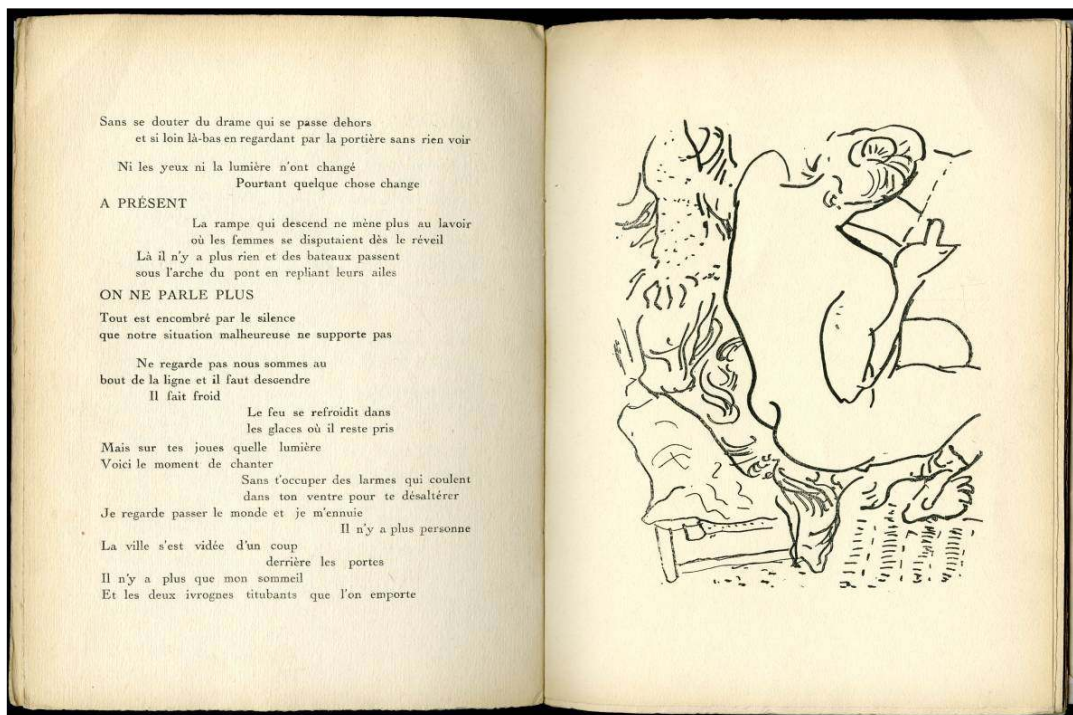 Sans se douter du drame qui se passe dehors
et si loin là-bas en regardant par la portière sans rien voir
Ni les yeux ni la lumière n'ont changé
Pourtant quelque chose change
A PRÉSENT
La rampe qui descend ne mène plus au lavoir
où les femmes se disputaient dès le réveil
Là il n'y a plus rien et des bateaux passent
sous l'arche du pont en repliant leurs ailes
ON NE PARLE PLUS
Tout est encombré par le silence
que notre situation malheureuse ne supporte pas
Ne regarde pas nous sommes au
bout de la ligne et il faut descendre
Il fait froid
Le feu se refroidit dans
les glaces où il reste pris
Mais sur tes joues quelle lumière
Voici le moment de chanter
Sans t'occuper des larmes qui coulent
dans ton ventre pour te désaltérer
Je regarde passer le monde et je m'ennuie
Il n'y a plus personne
La ville s'est vidée d'un coup
derrière les portes
Il n'y a plus que mon sommeil
Et les deux ivrognes titubants que l'on emporte